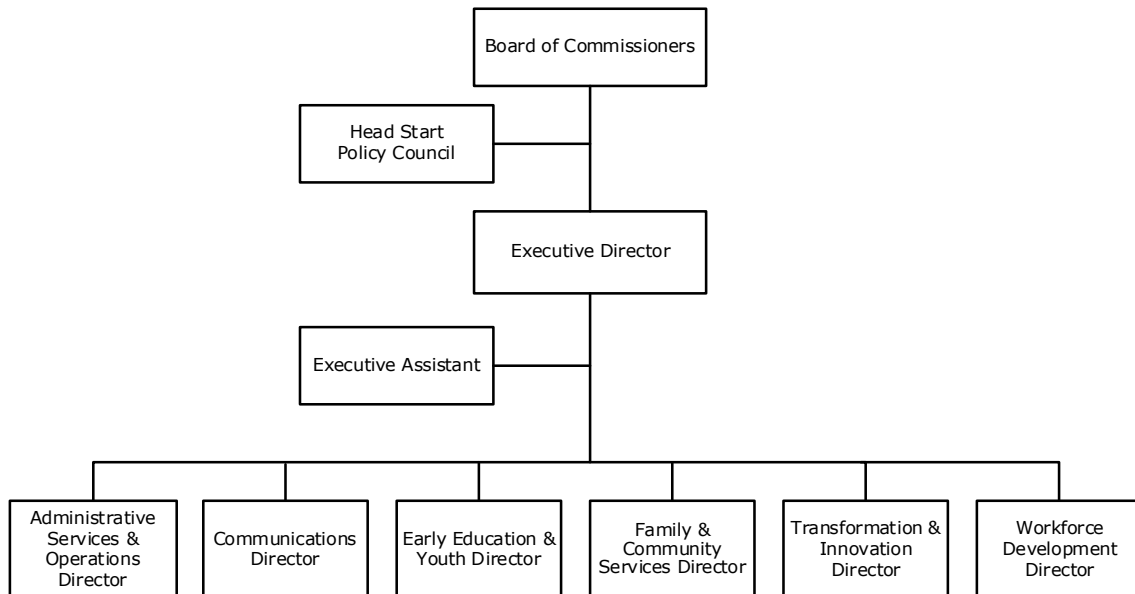 Board of Commissioners
Head Start
Policy Council
Executive Director
Executive Assistant
Administrative
Services &
Operations
Director
Communications
Director
Early Education &
Youth Director
Family &
Community
Services Director
Transformation &
Innovation
Director
Workforce
Development
Director